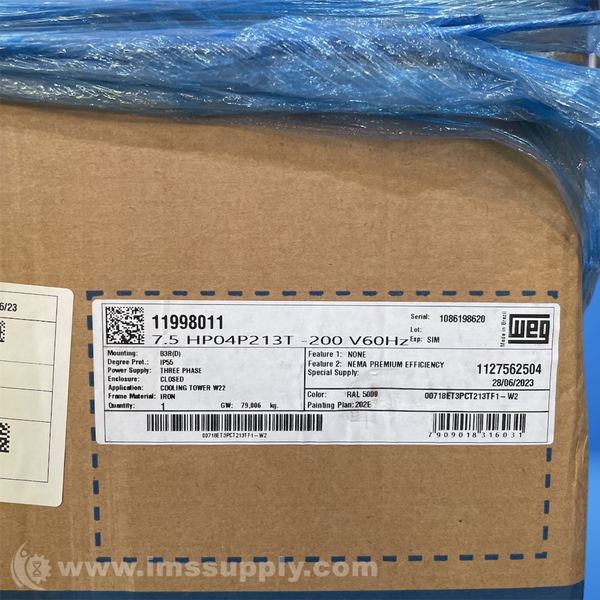 6/23
11998011
7.5 HP04P213T -200 V60Hz
Serial: 1086198620
Lot:
Exp: SIM
Made in Brazil
WEG
Mounting: B3R(D)
Degree Prot.: IP55
Power Supply: THREE PHASE
Enclosure: CLOSED
Application: COOLING TOWER W22
Frame Material: IRON
Quantity: 1 GW: 79,006 kg.
Feature 1: NONE
Feature 2: NEMA PREMIUM EFFICIENCY
Special Supply:
1127562504
28/06/2023
Color: RAL 5009
Painting Plan: 202E
00718ET3PCT213TF1-W2
00718ET3PCT213TF1-W2
7909018316031
www.imssupply.com